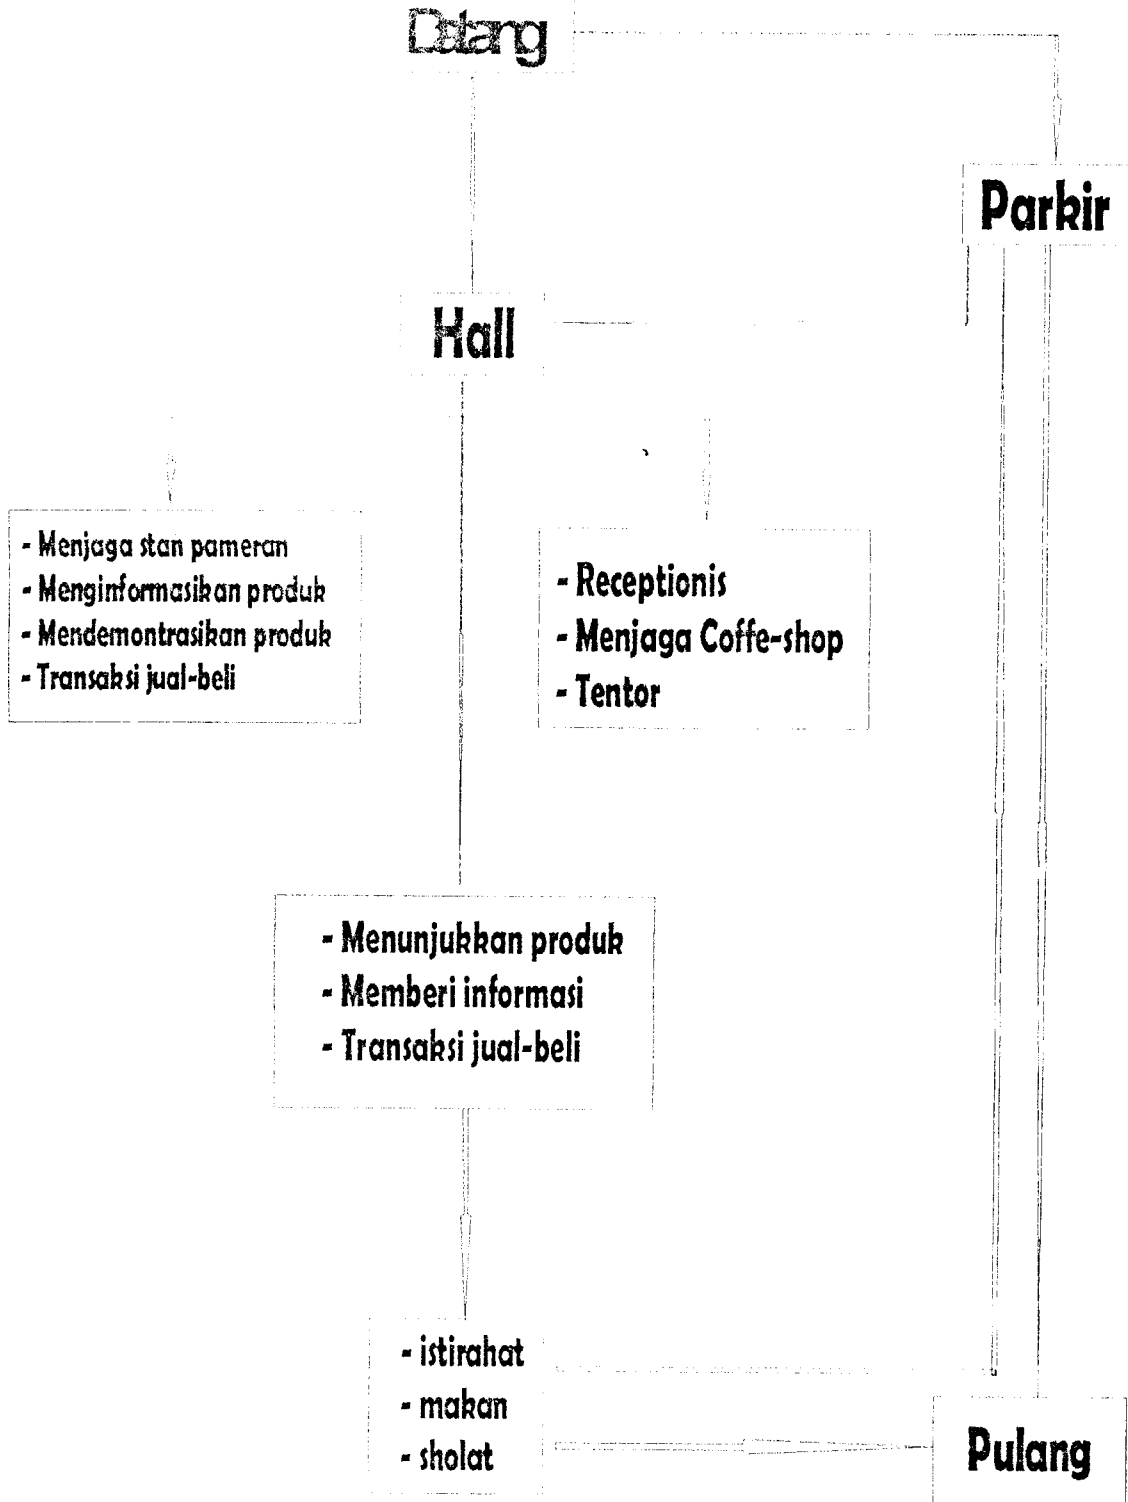 Datang
Parkir
Hall
- Menjaga stan pameran
- Menginformasikan produk
- Mendemontrasikan produk
- Transaksi jual-beli
- Receptionis
- Menjaga Coffe-shop
- Tentor
- Menunjukkan produk
- Memberi informasi
- Transaksi jual-beli
- istirahat
- makan
- sholat
Pulang